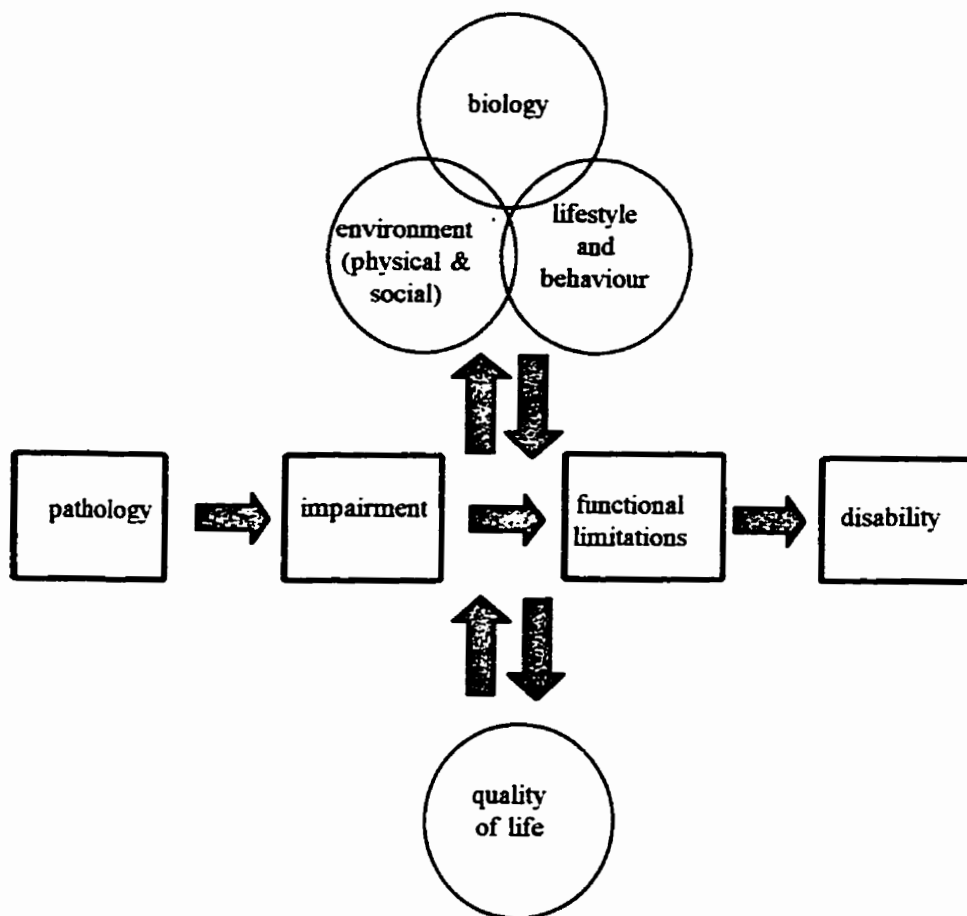 biology
environment
(physical &
social)
lifestyle
and
behaviour
pathology
impairment
functional
limitations
disability
quality
of life